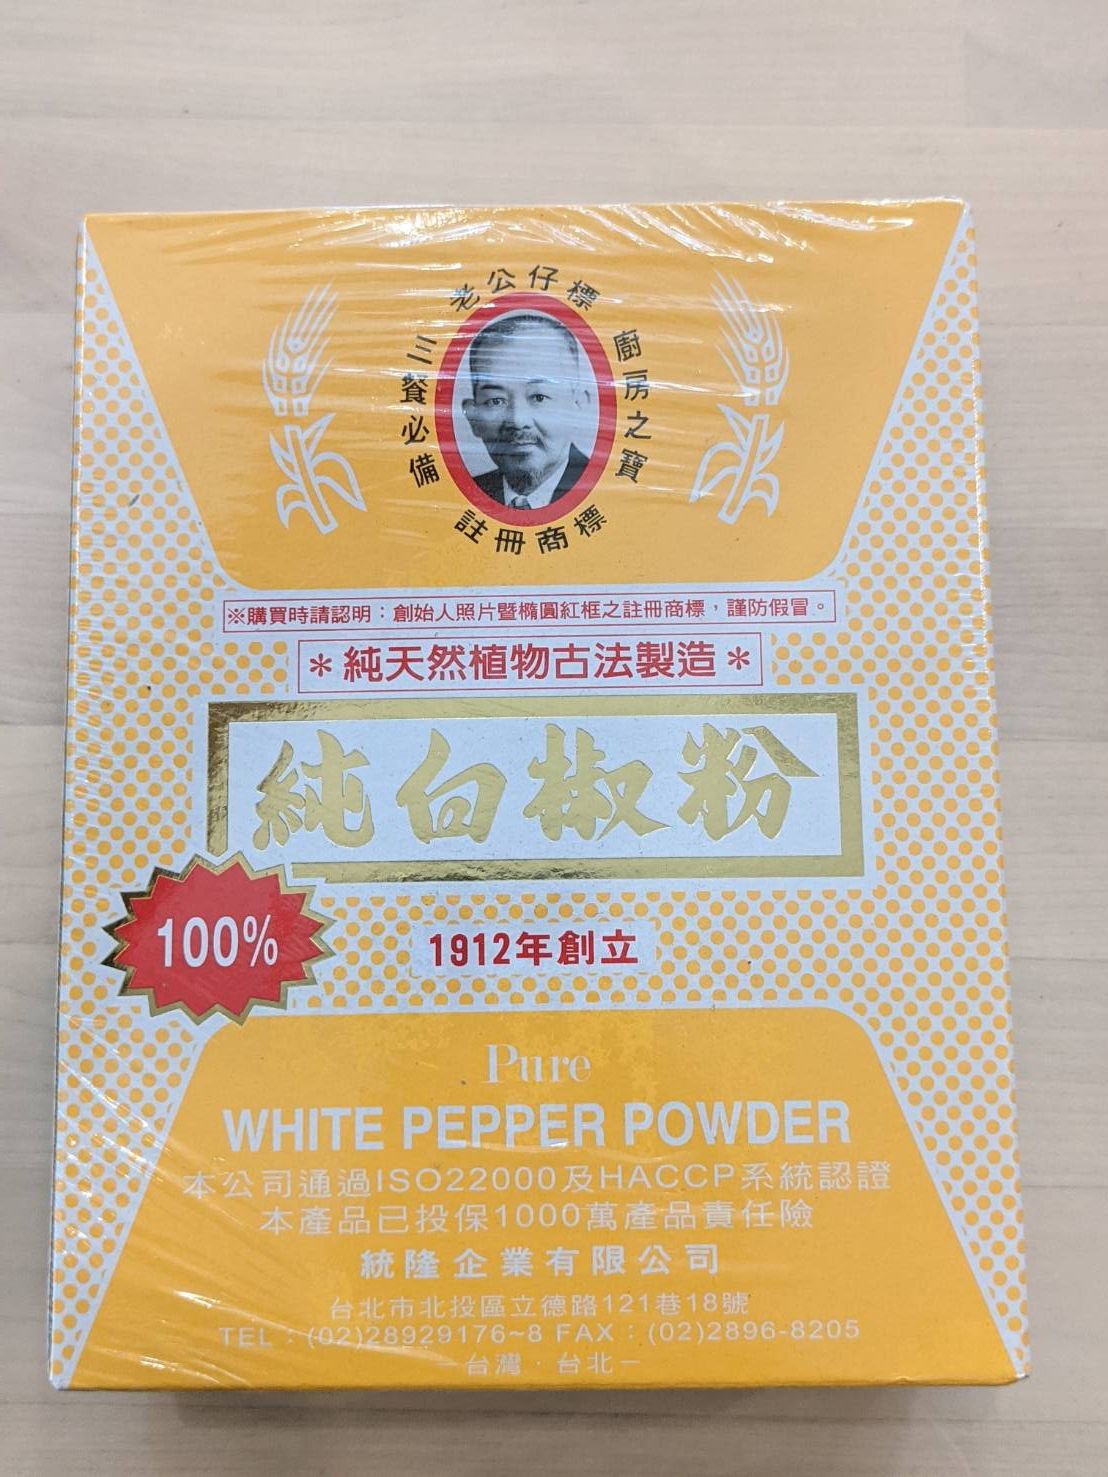 老公仔標
三餐必備
廚房之寶
註冊商標
※購買時請認明：創始人照片暨橢圓紅框之註冊商標，謹防假冒。
＊純天然植物古法製造＊
純白椒粉
100%
1912年創立
Pure
WHITE PEPPER POWDER
本公司通過ISO22000及HACCP系統認證
本產品已投保1000萬產品責任險
統隆企業有限公司
台北市北投區立德路121巷18號
TEL：(02)28929176~8 FAX：(02)2896-8205
台灣·台北一